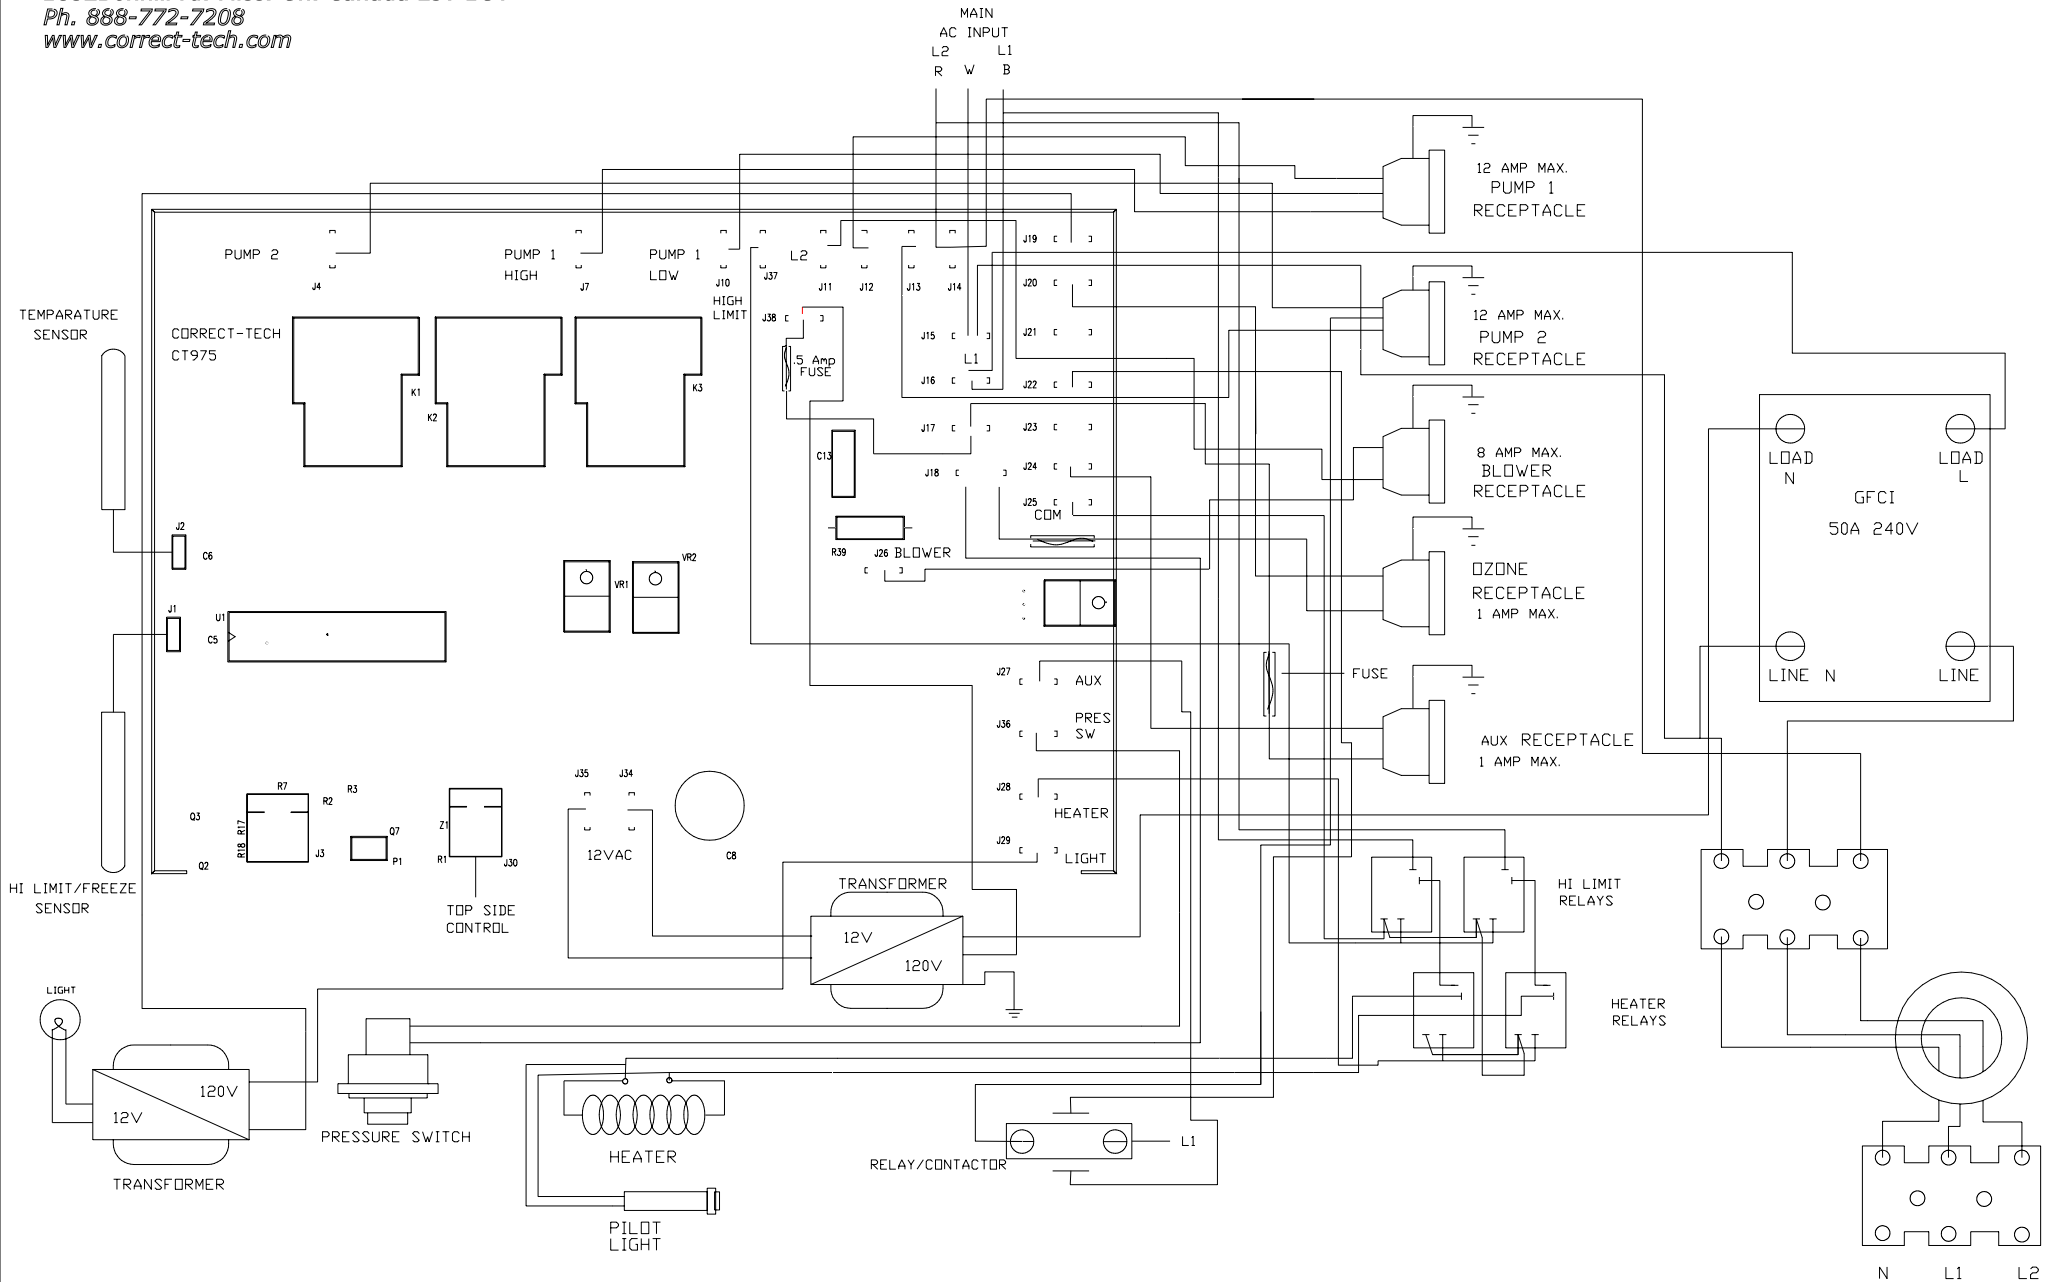 Ph. 888-772-7208
www.correct-tech.com
MAIN
AC INPUT
L2
L1
R
W
B
12 AMP MAX.
PUMP 1
RECEPTACLE
PUMP 2
J4
PUMP 1
HIGH
J7
PUMP 1
LOW
J10
HIGH
LIMIT
J37
L2
J11
J12
J13
J14
J19
J20
J21
J38
J15
L1
J16
J22
.5 Amp
FUSE
12 AMP MAX.
PUMP 2
RECEPTACLE
TEMPARATURE
SENSOR
CORRECT-TECH
CT975
K1
K2
K3
J17
J23
C13
J18
J24
J25
COM
8 AMP MAX.
BLOWER
RECEPTACLE
LOAD
N
LOAD
L
GFCI
50A 240V
J2
C6
R39
J26
BLOWER
VR1
VR2
OZONE
RECEPTACLE
1 AMP MAX.
J1
U1
C5
J27
AUX
FUSE
LINE N
LINE
J36
PRES
SW
AUX RECEPTACLE
1 AMP MAX.
J35
J34
J28
HEATER
R7
R3
R2
Q3
R17
R18
Q7
P1
J3
Z1
R1
J30
12VAC
C8
J29
LIGHT
Q2
HI LIMIT/FREEZE
SENSOR
TOP SIDE
CONTROL
TRANSFORMER
12V
120V
HI LIMIT
RELAYS
HEATER
RELAYS
LIGHT
120V
12V
TRANSFORMER
PRESSURE SWITCH
HEATER
RELAY/CONTACTOR
L1
PILOT
LIGHT
N
L1
L2